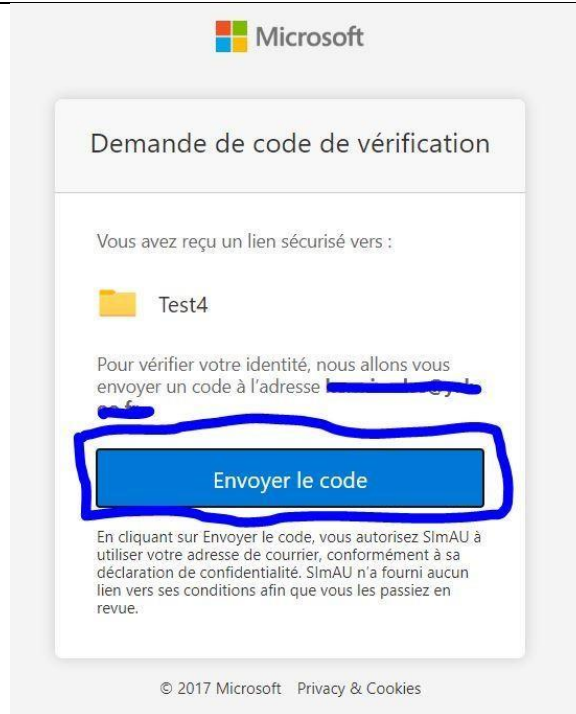 Microsoft
Demande de code de vérification
Vous avez reçu un lien sécurisé vers :
Test4
Pour vérifier votre identité, nous allons vous
envoyer un code à l'adresse
Envoyer le code
En cliquant sur Envoyer le code, vous autorisez SImAU à
utiliser votre adresse de courrier, conformément à sa
déclaration de confidentialité. SImAU n'a fourni aucun
lien vers ses conditions afin que vous les passiez en
revue.
© 2017 Microsoft Privacy & Cookies